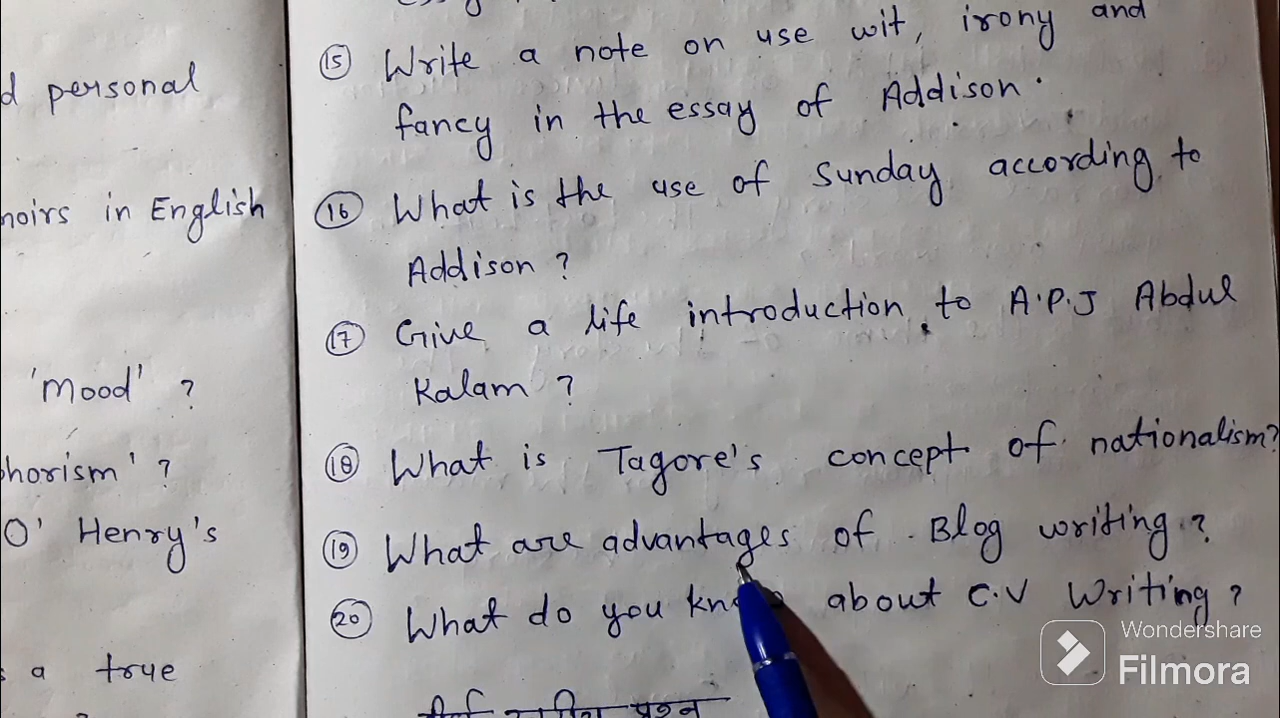 d personal
noirs in English
'Mood' ?
horism' ?
O' Henry's
a true
15 Write a note on use wit, irony and
fancy in the essay of Addison.
16 What is the use of Sunday according to
Addison ?
17 Give a life introduction to A.P.J Abdul
Kalam ?
18 What is Tagore's concept of nationalism?
19 What are advantages of Blog writing ?
20 What do you about C.V Writing ?
Wondershare
Filmora